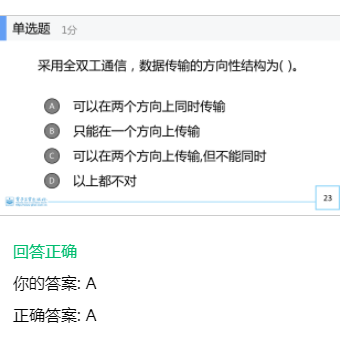 单选题 1分
采用全双工通信，数据传输的方向性结构为( )。
A 可以在两个方向上同时传输
B 只能在一个方向上传输
C 可以在两个方向上传输,但不能同时
D 以上都不对
23
回答正确
你的答案: A
正确答案: A